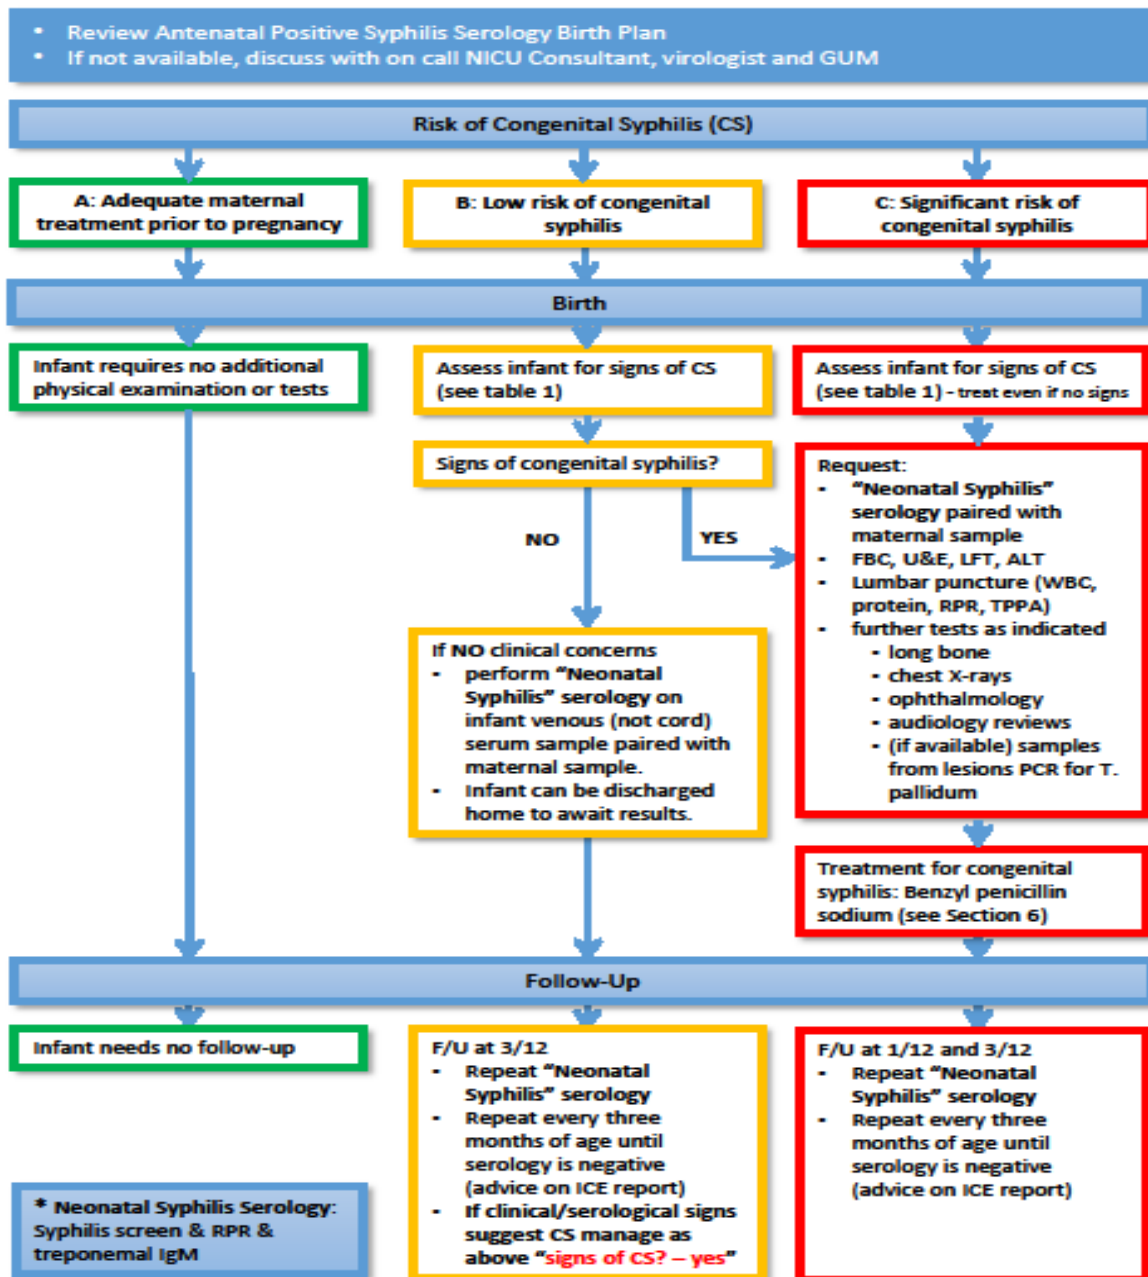 • Review Antenatal Positive Syphilis Serology Birth Plan
• If not available, discuss with on call NICU Consultant, virologist and GUM
Risk of Congenital Syphilis (CS)
A: Adequate maternal
treatment prior to pregnancy
B: Low risk of congenital
syphilis
C: Significant risk of
congenital syphilis
Birth
Infant requires no additional
physical examination or tests
Assess infant for signs of CS
(see table 1)
Assess infant for signs of CS
(see table 1) - treat even if no signs
Signs of congenital syphilis?
NO
YES
If NO clinical concerns
• perform “Neonatal
Syphilis” serology on
infant venous (not cord)
serum sample paired with
maternal sample.
• Infant can be discharged
home to await results.
Request:
• “Neonatal Syphilis”
serology paired with
maternal sample
• FBC, U&E, LFT, ALT
• Lumbar puncture (WBC,
protein, RPR, TPPA)
• further tests as indicated
• long bone
• chest X-rays
• ophthalmology
• audiology reviews
• (if available) samples
from lesions PCR for T.
pallidum
Treatment for congenital
syphilis: Benzyl penicillin
sodium (see Section 6)
Follow-Up
Infant needs no follow-up
F/U at 3/12
• Repeat “Neonatal
Syphilis” serology
• Repeat every three
months of age until
serology is negative
(advice on ICE report)
• If clinical/serological signs
suggest CS manage as
above “signs of CS? – yes”
F/U at 1/12 and 3/12
• Repeat “Neonatal
Syphilis” serology
• Repeat every three
months of age until
serology is negative
(advice on ICE report)
* Neonatal Syphilis Serology:
Syphilis screen & RPR &
treponemal IgM